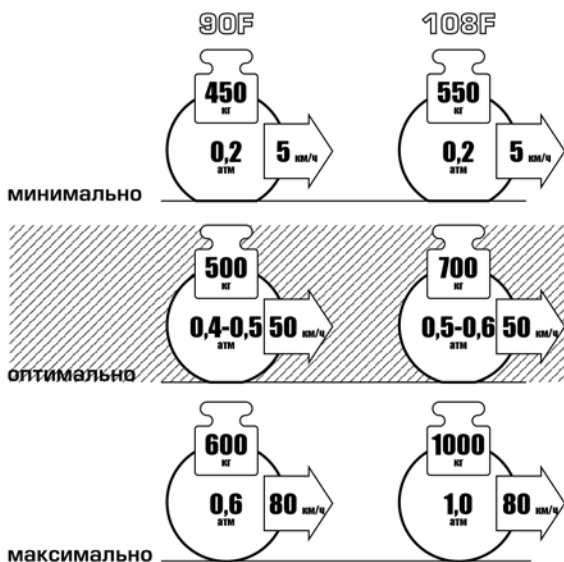 90F 108F
450 550
кг кг
0,2 5 км/ч 0,2 5 км/ч
атм атм
минимально
500 700
кг кг
0,4-0,5 50 км/ч 0,5-0,6 50 км/ч
атм атм
оптимально
600 1000
кг кг
0,6 80 км/ч 1,0 80 км/ч
атм атм
максимально